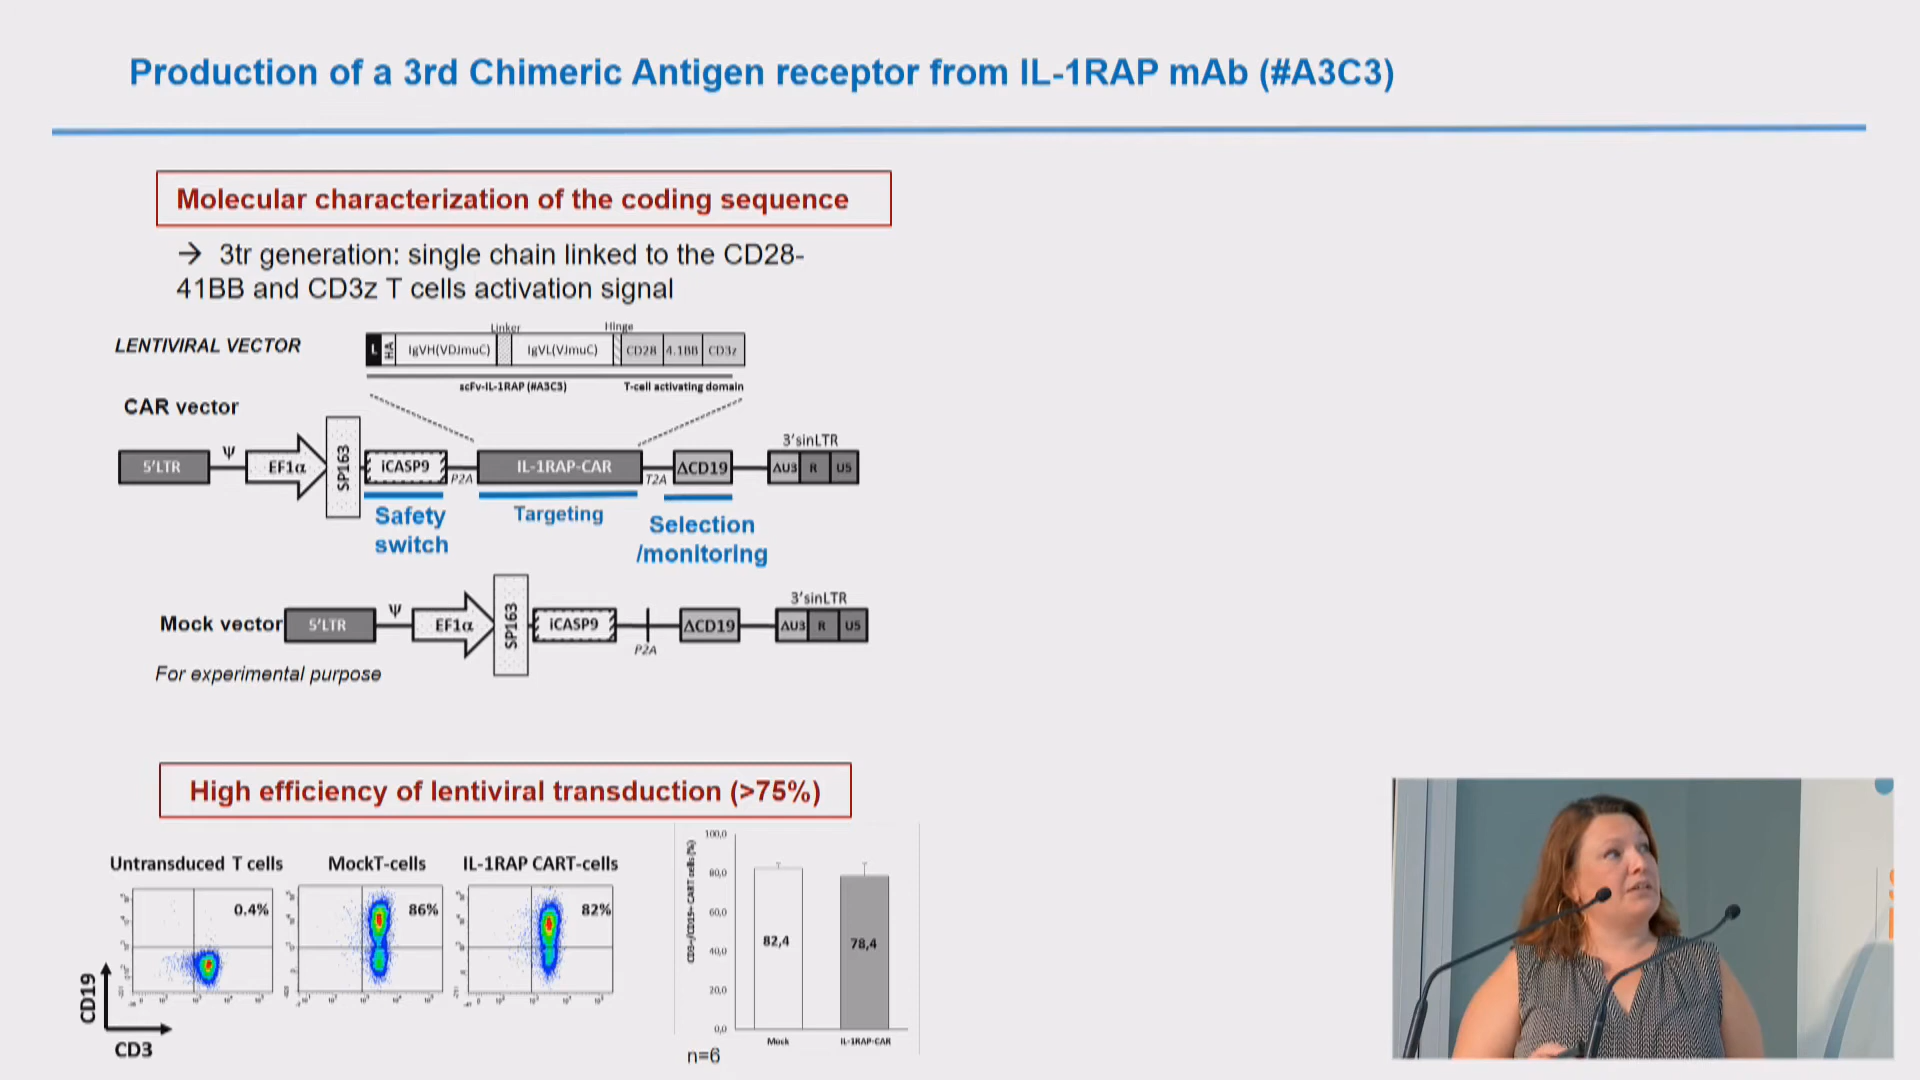 Production of a 3rd Chimeric Antigen receptor from IL-1RAP mAb (#A3C3)
Molecular characterization of the coding sequence
→ 3tr generation: single chain linked to the CD28-
41BB and CD3z T cells activation signal
Linker Hinge
LENTIVIRAL VECTOR
L HA IgVH(VDJmuC) IgVL(VJmuC) CD28 4.1BB CD3z
scFv-IL-1RAP (#A3C3) T-cell activating domain
CAR vector
3'sinLTR
5'LTR Ψ EF1α SP163 iCASP9 P2A IL-1RAP-CAR T2A ΔCD19 ΔU3 R U5
Safety
switch
Targeting
Selection
/monitoring
3'sinLTR
Mock vector 5'LTR Ψ EF1α SP163 iCASP9 P2A ΔCD19 ΔU3 R U5
For experimental purpose
High efficiency of lentiviral transduction (>75%)
Untransduced T cells MockT-cells IL-1RAP CART-cells
0.4% 86% 82%
CD19
CD3
CD3+/CD19+ CART cells (%)
100,0
80,0
60,0
40,0
20,0
0,0
82,4 78,4
Mock IL-1RAP-CAR
n=6